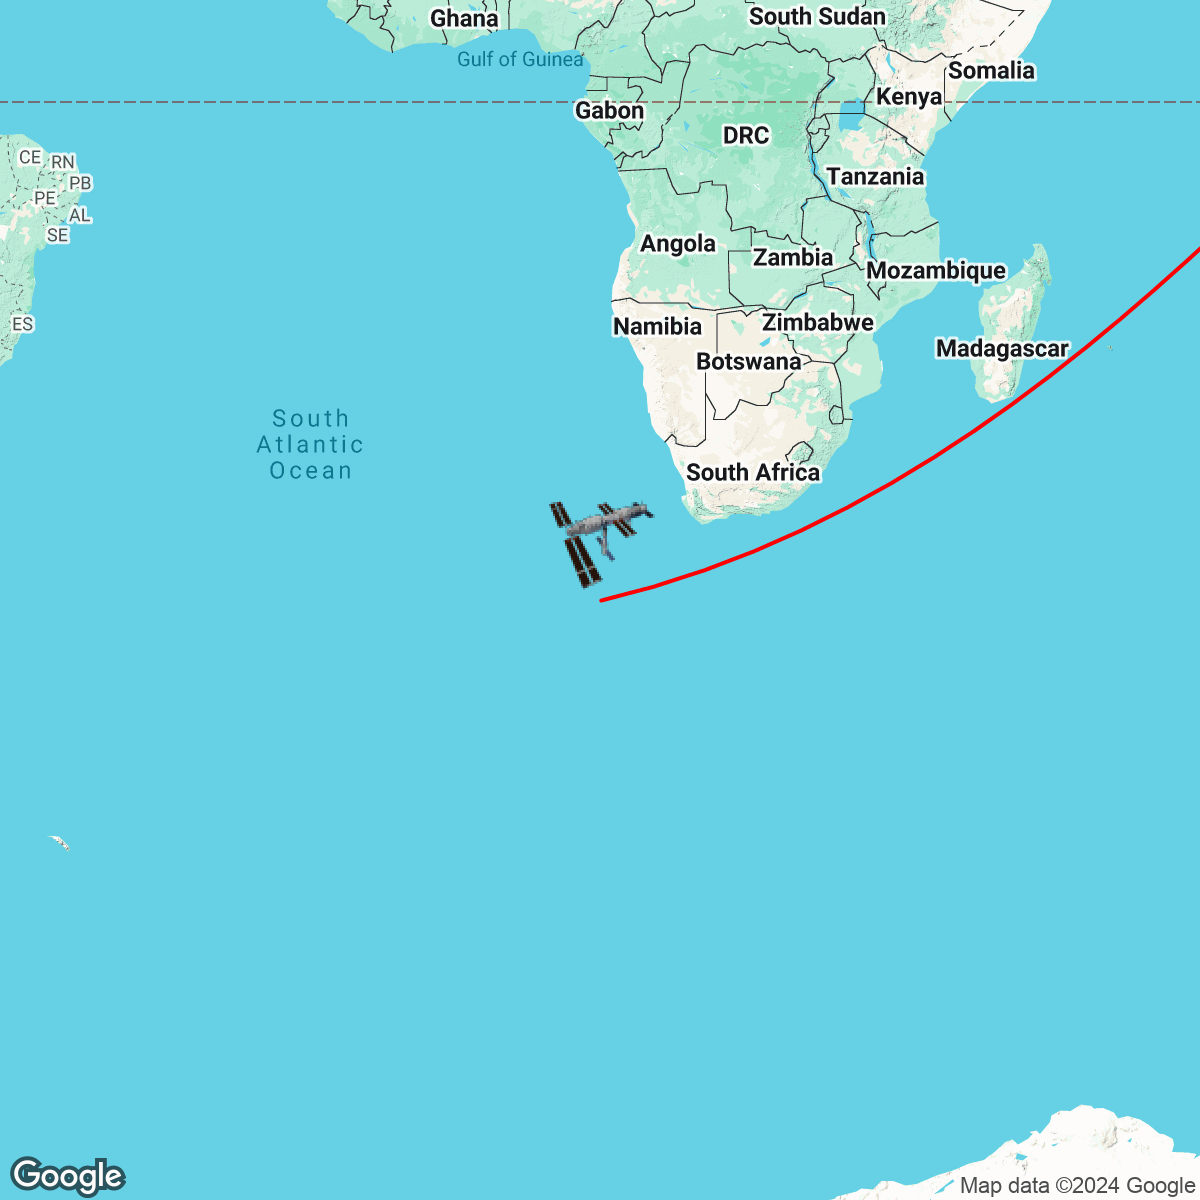 Ghana
South Sudan
Gulf of Guinea
Somalia
Kenya
Gabon
DRC
CE
RN
Tanzania
PB
PE
AL
SE
Angola
Zambia
Mozambique
ES
Namibia
Zimbabwe
Madagascar
Botswana
South
Atlantic
Ocean
South Africa
Google
Map data ©2024 Google